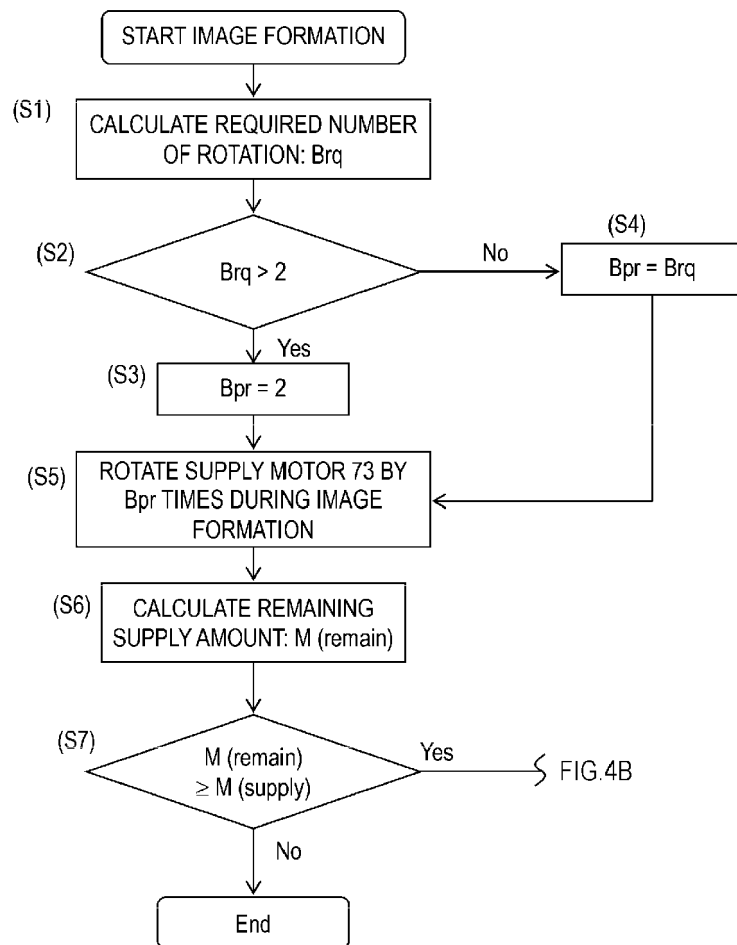 START IMAGE FORMATION
(S1)
CALCULATE REQUIRED NUMBER
OF ROTATION: Brq
(S2)
Brq > 2
No
(S4)
Bpr = Brq
Yes
(S3)
Bpr = 2
(S5)
ROTATE SUPPLY MOTOR 73 BY
Bpr TIMES DURING IMAGE
FORMATION
(S6)
CALCULATE REMAINING
SUPPLY AMOUNT: M (remain)
(S7)
M (remain)
≥ M (supply)
Yes
FIG.4B
No
End